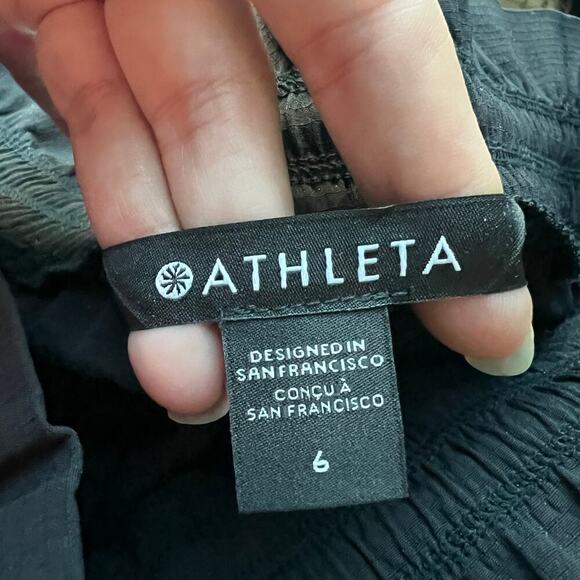 ATHLETA
DESIGNED IN
SAN FRANCISCO
CONÇU À
SAN FRANCISCO
6